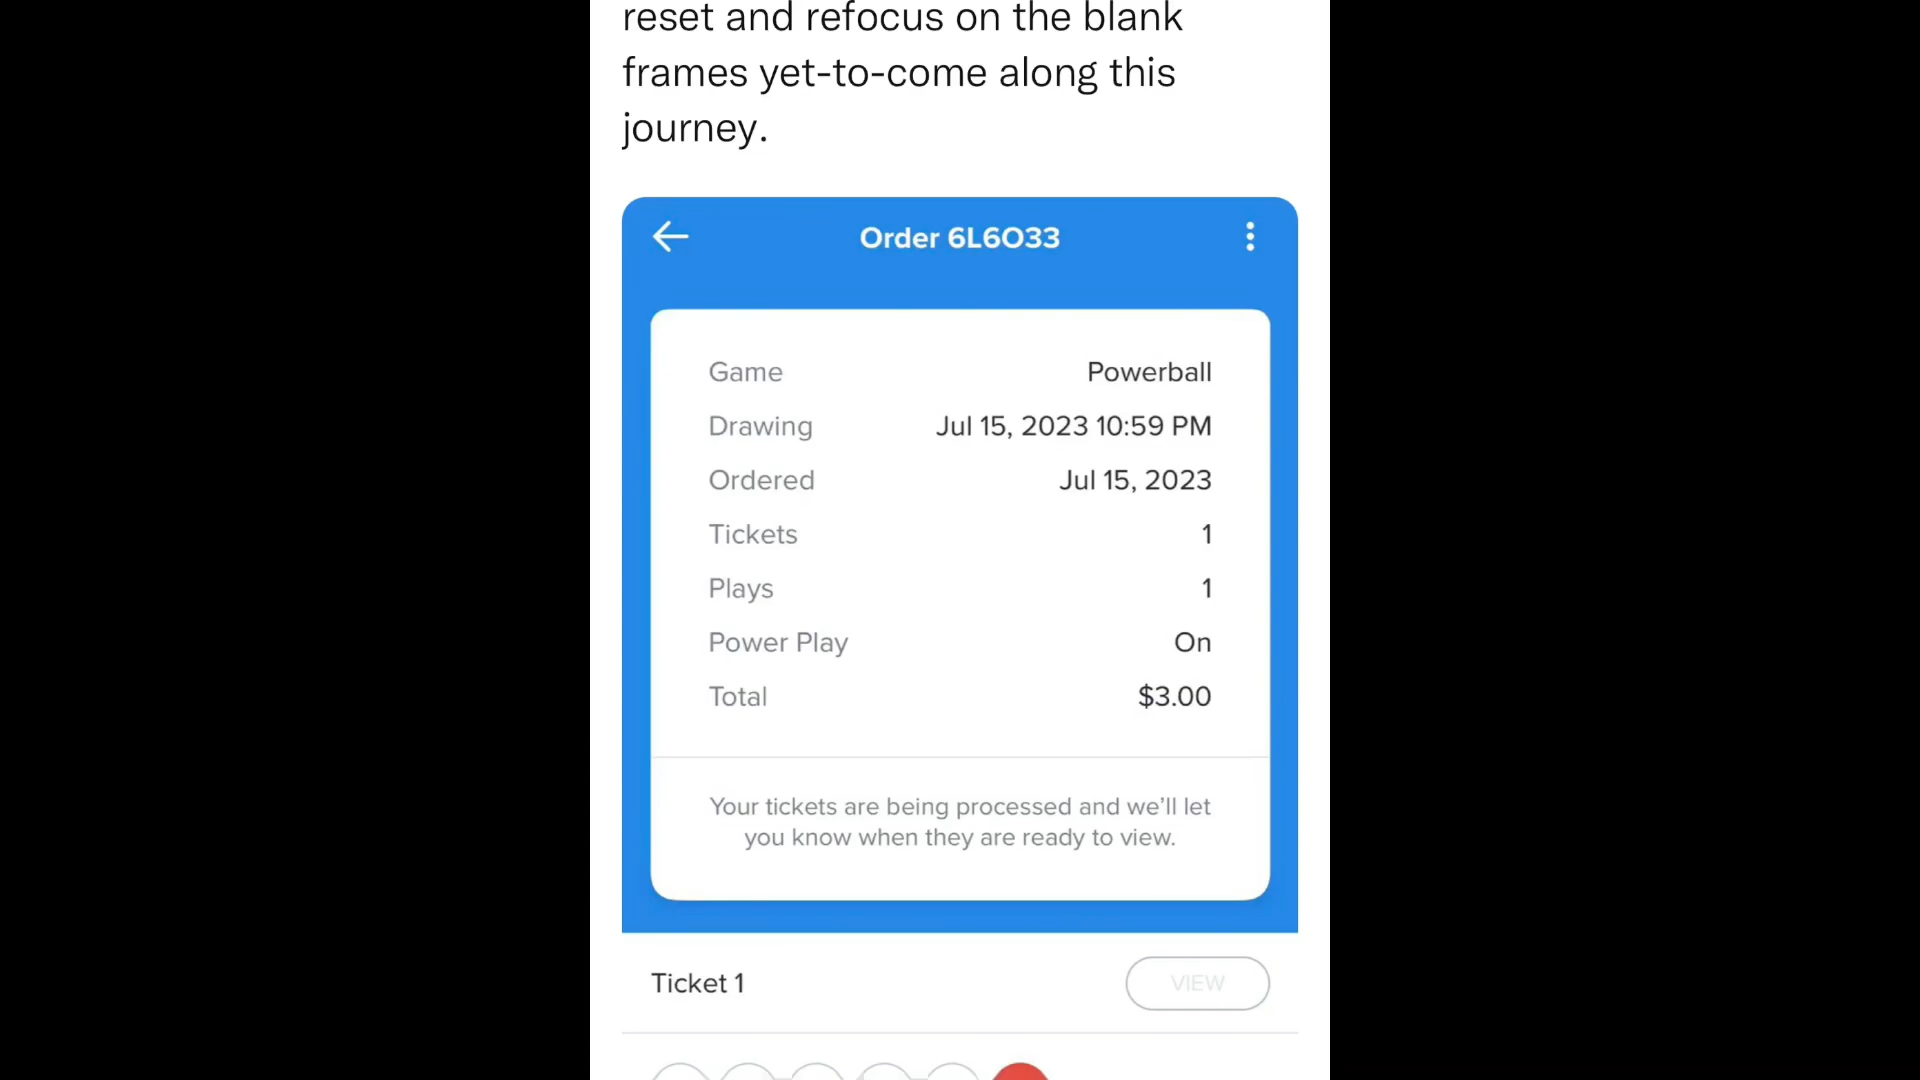 reset and refocus on the blank
frames yet-to-come along this
journey.
Order 6L6O33
Game Powerball
Drawing Jul 15, 2023 10:59 PM
Ordered Jul 15, 2023
Tickets 1
Plays 1
Power Play On
Total $3.00
Your tickets are being processed and we'll let
you know when they are ready to view.
Ticket 1 VIEW